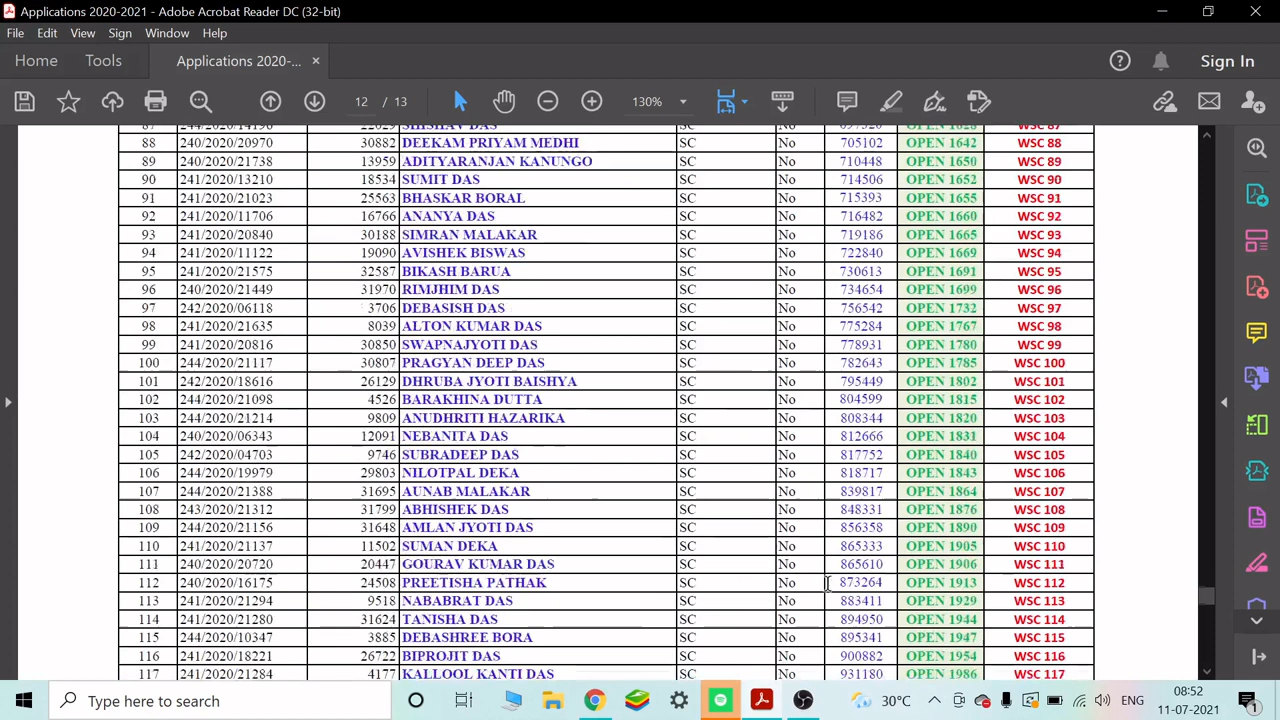 Applications 2020-2021 - Adobe Acrobat Reader DC (32-bit)
File Edit View Sign Window Help
Home Tools Applications 2020-... × Sign In
12 / 13 130%
87 244/2020/14196 22029 SHISHAV DAS SC No 697320 OPEN 1628 WSC 87
88 240/2020/20970 30882 DEEKAM PRIYAM MEDHI SC No 705102 OPEN 1642 WSC 88
89 240/2020/21738 13959 ADITYARANJAN KANUNGO SC No 710448 OPEN 1650 WSC 89
90 241/2020/13210 18534 SUMIT DAS SC No 714506 OPEN 1652 WSC 90
91 241/2020/21023 25563 BHASKAR BORAL SC No 715393 OPEN 1655 WSC 91
92 241/2020/11706 16766 ANANYA DAS SC No 716482 OPEN 1660 WSC 92
93 241/2020/20840 30188 SIMRAN MALAKAR SC No 719186 OPEN 1665 WSC 93
94 241/2020/11122 19090 AVISHEK BISWAS SC No 722840 OPEN 1669 WSC 94
95 241/2020/21575 32587 BIKASH BARUA SC No 730613 OPEN 1691 WSC 95
96 240/2020/21449 31970 RIMJHIM DAS SC No 734654 OPEN 1699 WSC 96
97 242/2020/06118 3706 DEBASISH DAS SC No 756542 OPEN 1732 WSC 97
98 241/2020/21635 8039 ALTON KUMAR DAS SC No 775284 OPEN 1767 WSC 98
99 241/2020/20816 30850 SWAPNAJYOTI DAS SC No 778931 OPEN 1780 WSC 99
100 244/2020/21117 30807 PRAGYAN DEEP DAS SC No 782643 OPEN 1785 WSC 100
101 242/2020/18616 26129 DHRUBA JYOTI BAISHYA SC No 795449 OPEN 1802 WSC 101
102 244/2020/21098 4526 BARAKHINA DUTTA SC No 804599 OPEN 1815 WSC 102
103 244/2020/21214 9809 ANUDHRITI HAZARIKA SC No 808344 OPEN 1820 WSC 103
104 240/2020/06343 12091 NEBANITA DAS SC No 812666 OPEN 1831 WSC 104
105 242/2020/04703 9746 SUBRADEEP DAS SC No 817752 OPEN 1840 WSC 105
106 244/2020/19979 29803 NILOTPAL DEKA SC No 818717 OPEN 1843 WSC 106
107 244/2020/21388 31695 AUNAB MALAKAR SC No 839817 OPEN 1864 WSC 107
108 243/2020/21312 31799 ABHISHEK DAS SC No 848331 OPEN 1876 WSC 108
109 244/2020/21156 31648 AMLAN JYOTI DAS SC No 856358 OPEN 1890 WSC 109
110 241/2020/21137 11502 SUMAN DEKA SC No 865333 OPEN 1905 WSC 110
111 240/2020/20720 20447 GOURAV KUMAR DAS SC No 865610 OPEN 1906 WSC 111
112 240/2020/16175 24508 PREETISHA PATHAK SC No 873264 OPEN 1913 WSC 112
113 241/2020/21294 9518 NABABRAT DAS SC No 883411 OPEN 1929 WSC 113
114 241/2020/21280 31624 TANISHA DAS SC No 894950 OPEN 1944 WSC 114
115 244/2020/10347 3885 DEBASHREE BORA SC No 895341 OPEN 1947 WSC 115
116 241/2020/18221 26722 BIPROJIT DAS SC No 900882 OPEN 1954 WSC 116
117 241/2020/21284 4177 KALLOOL KANTI DAS SC No 931180 OPEN 1986 WSC 117
Type here to search 30°C ENG 08:52
11-07-2021 1